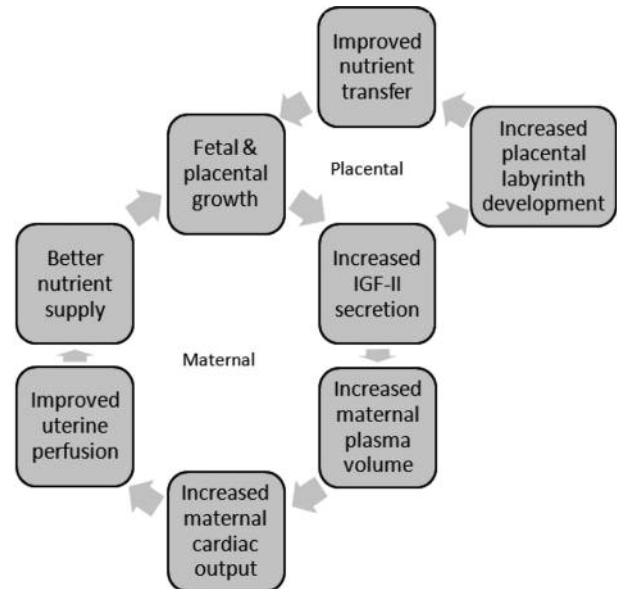 Improved
nutrient
transfer
Increased
placental
labyrinth
development
Fetal &
placental
growth
Placental
Better
nutrient
supply
Increased
IGF-II
secretion
Maternal
Improved
uterine
perfusion
Increased
maternal
plasma
volume
Increased
maternal
cardiac
output